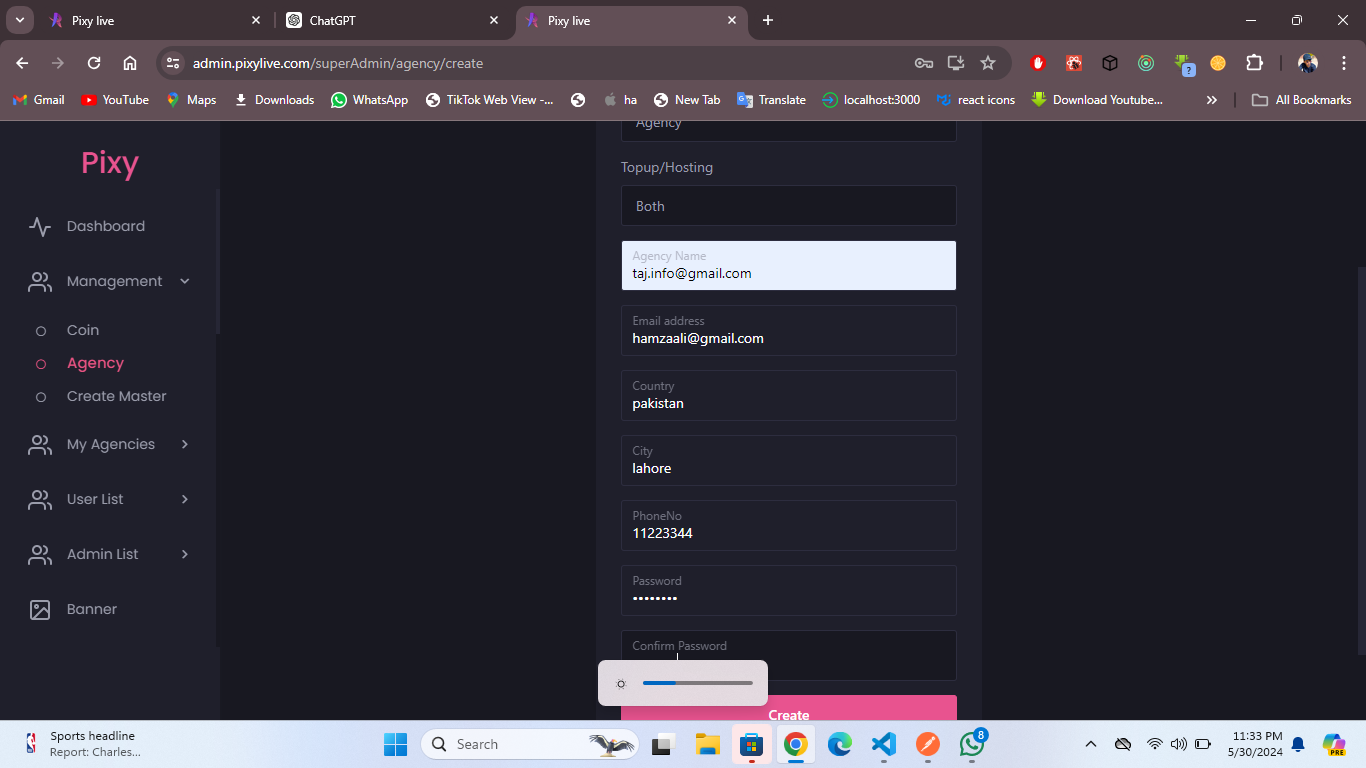 Pixy live
ChatGPT
Pixy live
admin.pixylive.com/superAdmin/agency/create
Gmail
YouTube
Maps
Downloads
WhatsApp
TikTok Web View -...
ha
New Tab
Translate
localhost:3000
react icons
Download Youtube...
All Bookmarks
Pixy
Dashboard
Management
Coin
Agency
Create Master
My Agencies
User List
Admin List
Banner
Agency
Topup/Hosting
Both
Agency Name
taj.info@gmail.com
Email address
hamzaali@gmail.com
Country
pakistan
City
lahore
PhoneNo
11223344
Password
••••••••
Confirm Password
Create
Sports headline
Report: Charles...
Search
8
PRE
11:33 PM
5/30/2024